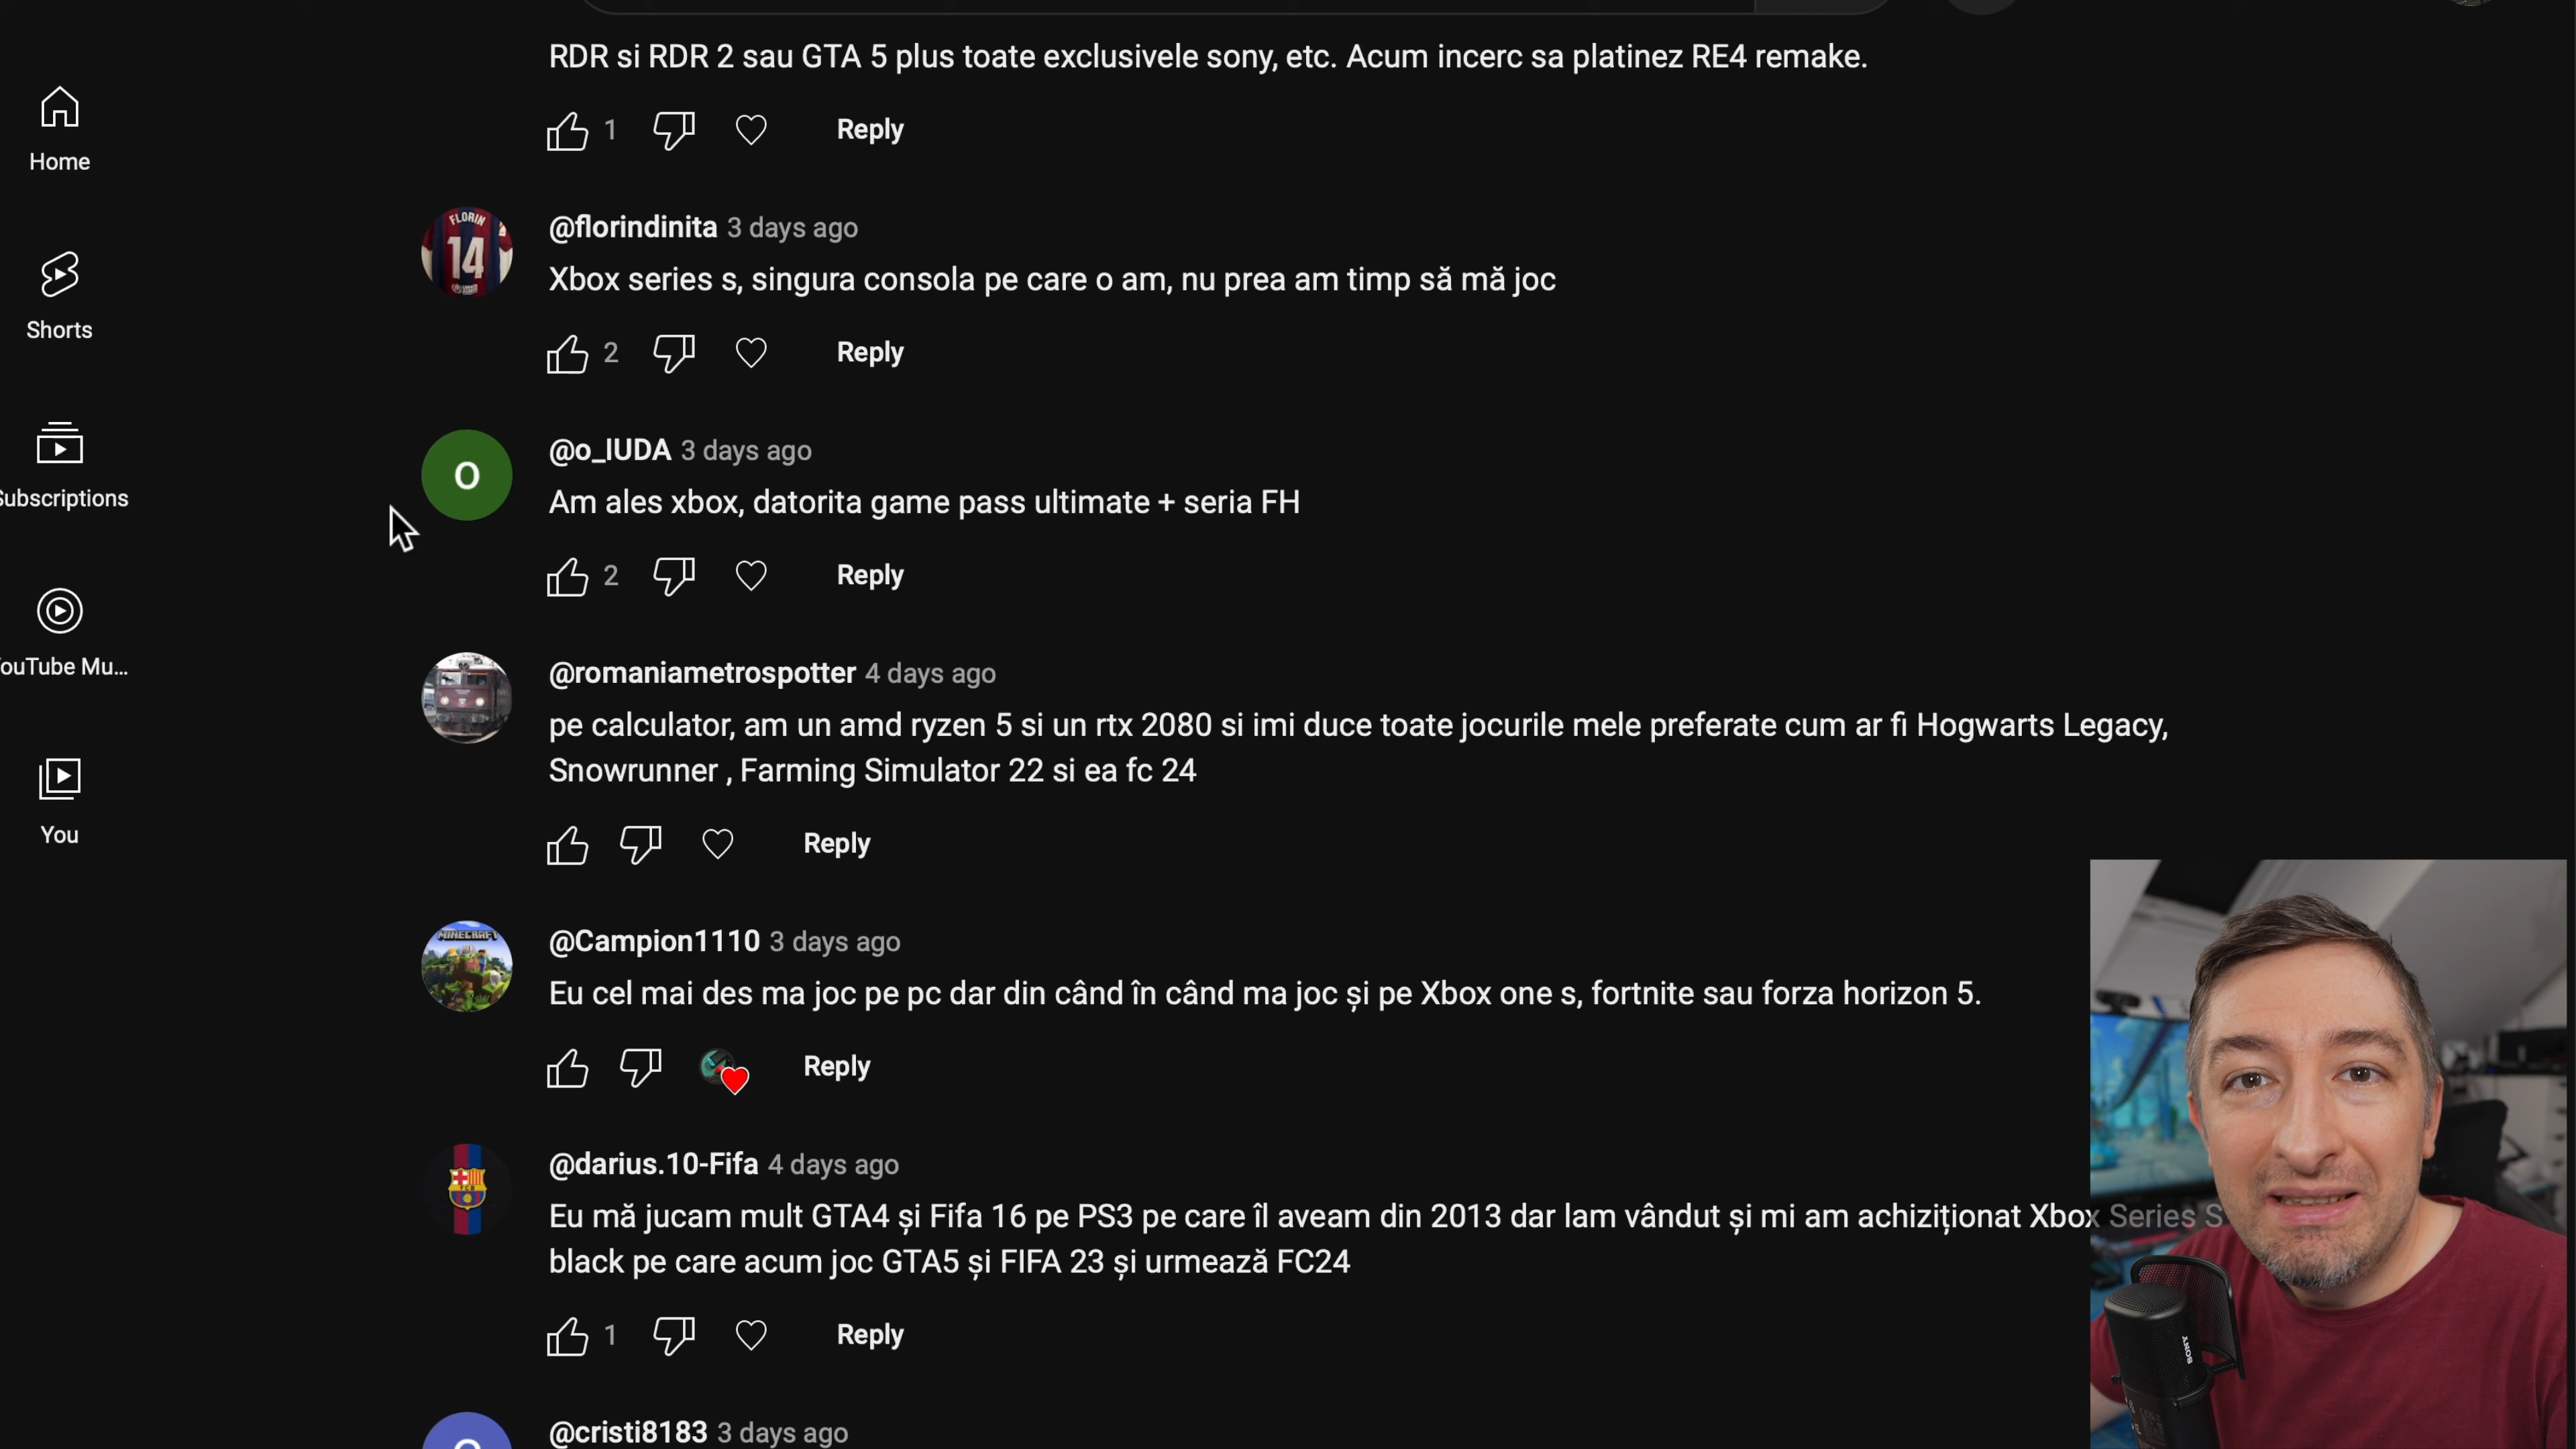 RDR si RDR 2 sau GTA 5 plus toate exclusivele sony, etc. Acum incerc sa platinez RE4 remake.
1 Reply
Home
FLORIN
14
@florindinita 3 days ago
Xbox series s, singura consola pe care o am, nu prea am timp să mă joc
Shorts
2 Reply
O
@o_IUDA 3 days ago
Am ales xbox, datorita game pass ultimate + seria FH
Subscriptions
2 Reply
@romaniametrospotter 4 days ago
ouTube Mu...
pe calculator, am un amd ryzen 5 si un rtx 2080 si imi duce toate jocurile mele preferate cum ar fi Hogwarts Legacy,
Snowrunner , Farming Simulator 22 si ea fc 24
You
Reply
MINECRAFT
@Campion1110 3 days ago
Eu cel mai des ma joc pe pc dar din când în când ma joc și pe Xbox one s, fortnite sau forza horizon 5.
Reply
FCB
@darius.10-Fifa 4 days ago
Eu mă jucam mult GTA4 și Fifa 16 pe PS3 pe care îl aveam din 2013 dar lam vândut și mi am achiziționat Xbox Series S
black pe care acum joc GTA5 și FIFA 23 și urmează FC24
1 Reply
SONY
@cristi8183 3 days ago